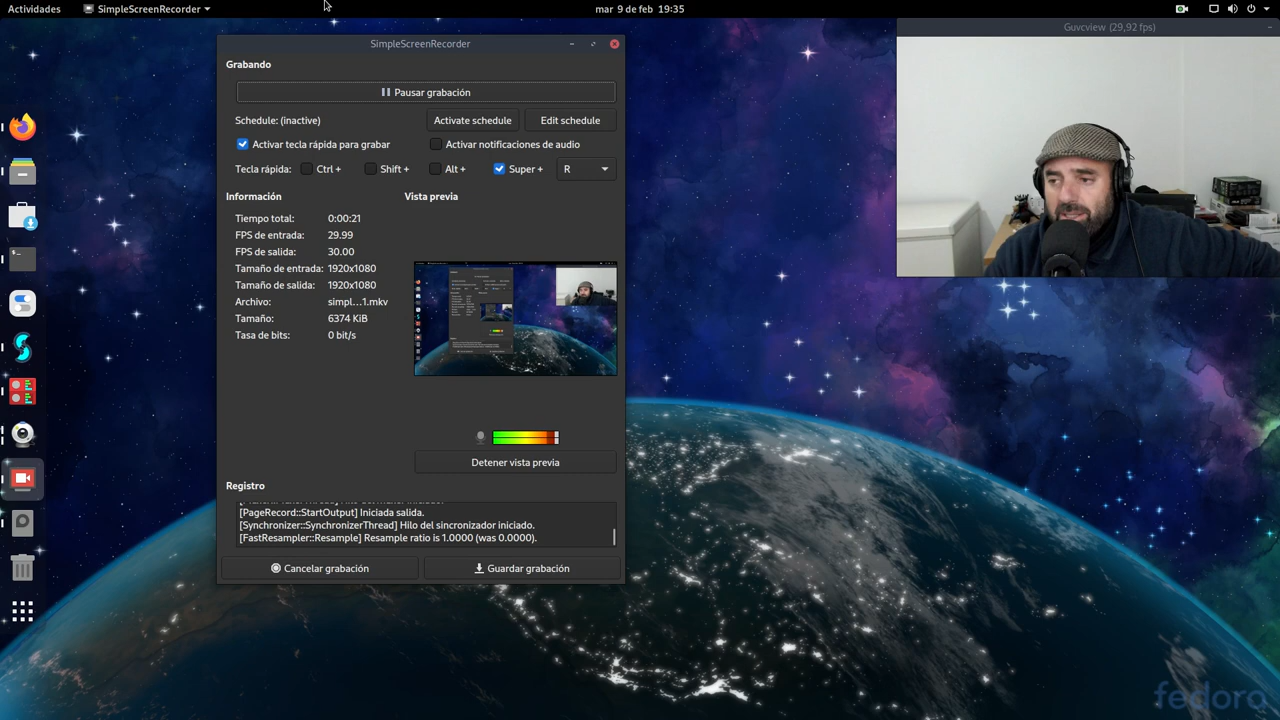 Actividades
SimpleScreenRecorder
mar 9 de feb 19:35
Guvcview (29,92 fps)
SimpleScreenRecorder
Grabando
Pausar grabación
Schedule: (inactive)
Activate schedule
Edit schedule
Activar tecla rápida para grabar
Activar notificaciones de audio
Tecla rápida:
Ctrl +
Shift +
Alt +
Super +
R
Información
Vista previa
Tiempo total: 0:00:21
FPS de entrada: 29.99
FPS de salida: 30.00
Tamaño de entrada: 1920x1080
Tamaño de salida: 1920x1080
Archivo: simpl...1.mkv
Tamaño: 6374 KiB
Tasa de bits: 0 bit/s
Detener vista previa
Registro
[PageRecord::StartOutput] Iniciada salida.
[Synchronizer::SynchronizerThread] Hilo del sincronizador iniciado.
[FastResampler::Resample] Resample ratio is 1.0000 (was 0.0000).
Cancelar grabación
Guardar grabación
fedora